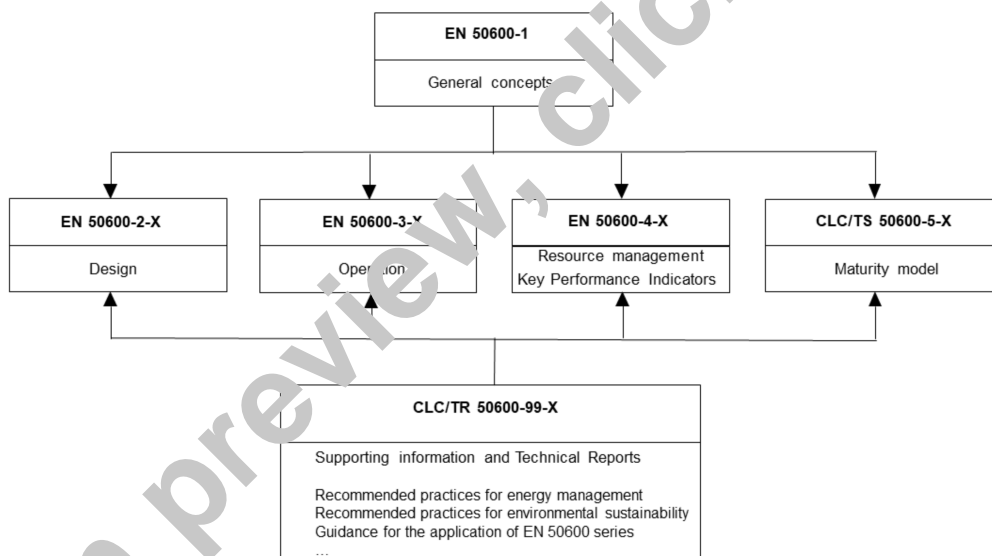 EN 50600-1
General concepts
EN 50600-2-X
Design
EN 50600-3-X
Operation
EN 50600-4-X
Resource management
Key Performance Indicators
CLC/TS 50600-5-X
Maturity model
CLC/TR 50600-99-X
Supporting information and Technical Reports
Recommended practices for energy management
Recommended practices for environmental sustainability
Guidance for the application of EN 50600 series
...
preview, clic